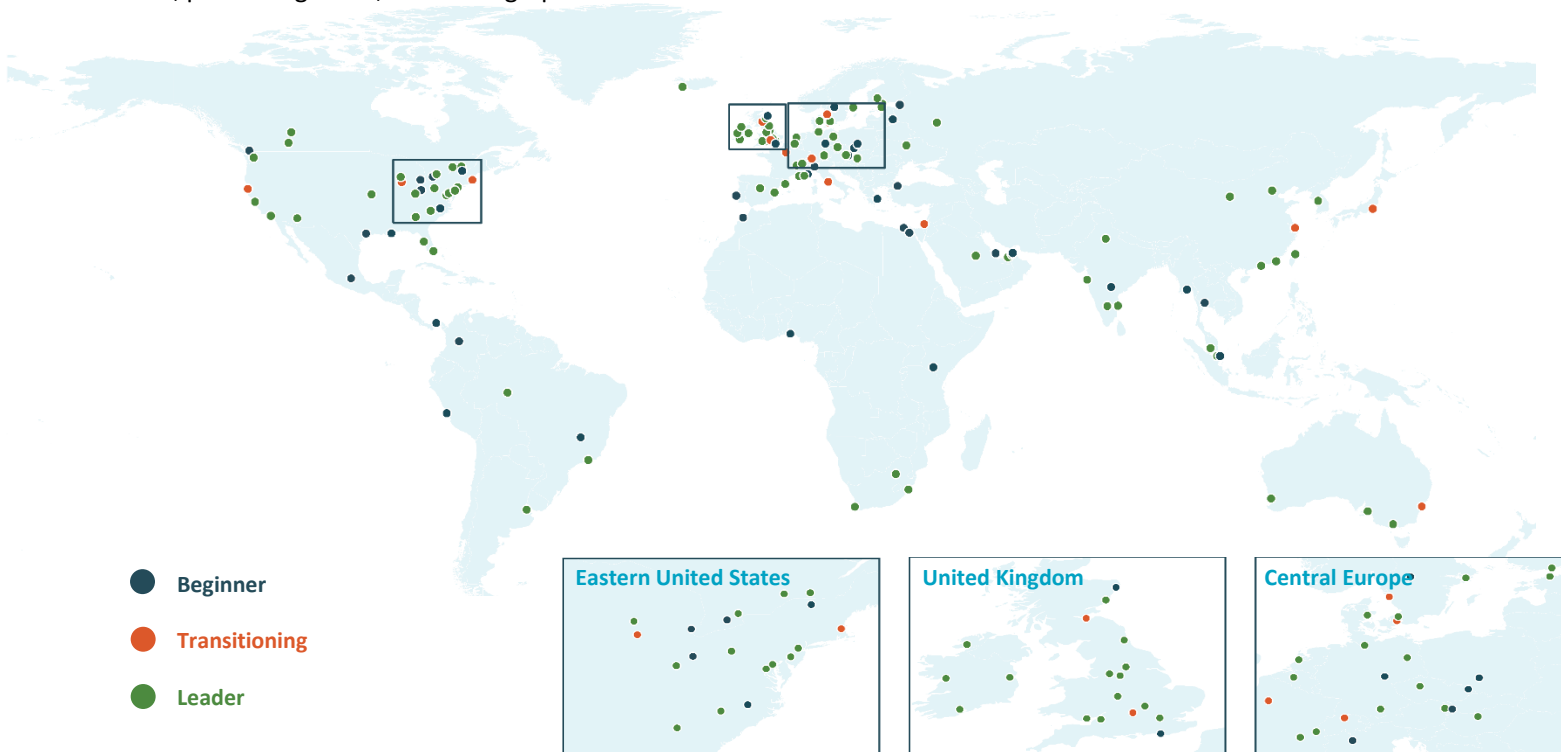 Beginner
Transitioning
Leader
Eastern United States
United Kingdom
Central Europe